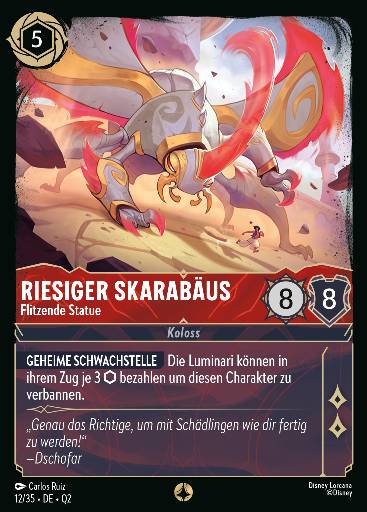 5
RIESIGER SKARABÄUS
Flitzende Statue
8
8
Koloss
GEHEIME SCHWACHSTELLE Die Luminari können in
ihrem Zug je 3 ⬡ bezahlen um diesen Charakter zu
verbannen.
„Genau das Richtige, um mit Schädlingen wie dir fertig
zu werden!“
–Dschafar
Carlos Ruiz
12/35 • DE • Q2
Disney Lorcana
©Disney